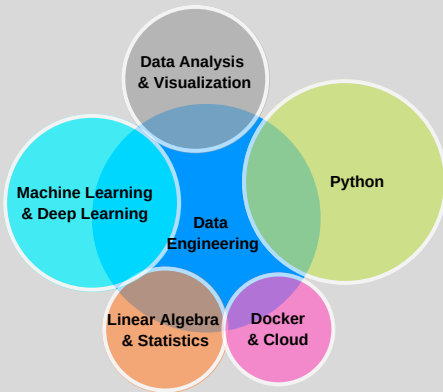 Data Analysis
& Visualization
Python
Machine Learning
& Deep Learning
Data
Engineering
Linear Algebra
& Statistics
Docker
& Cloud